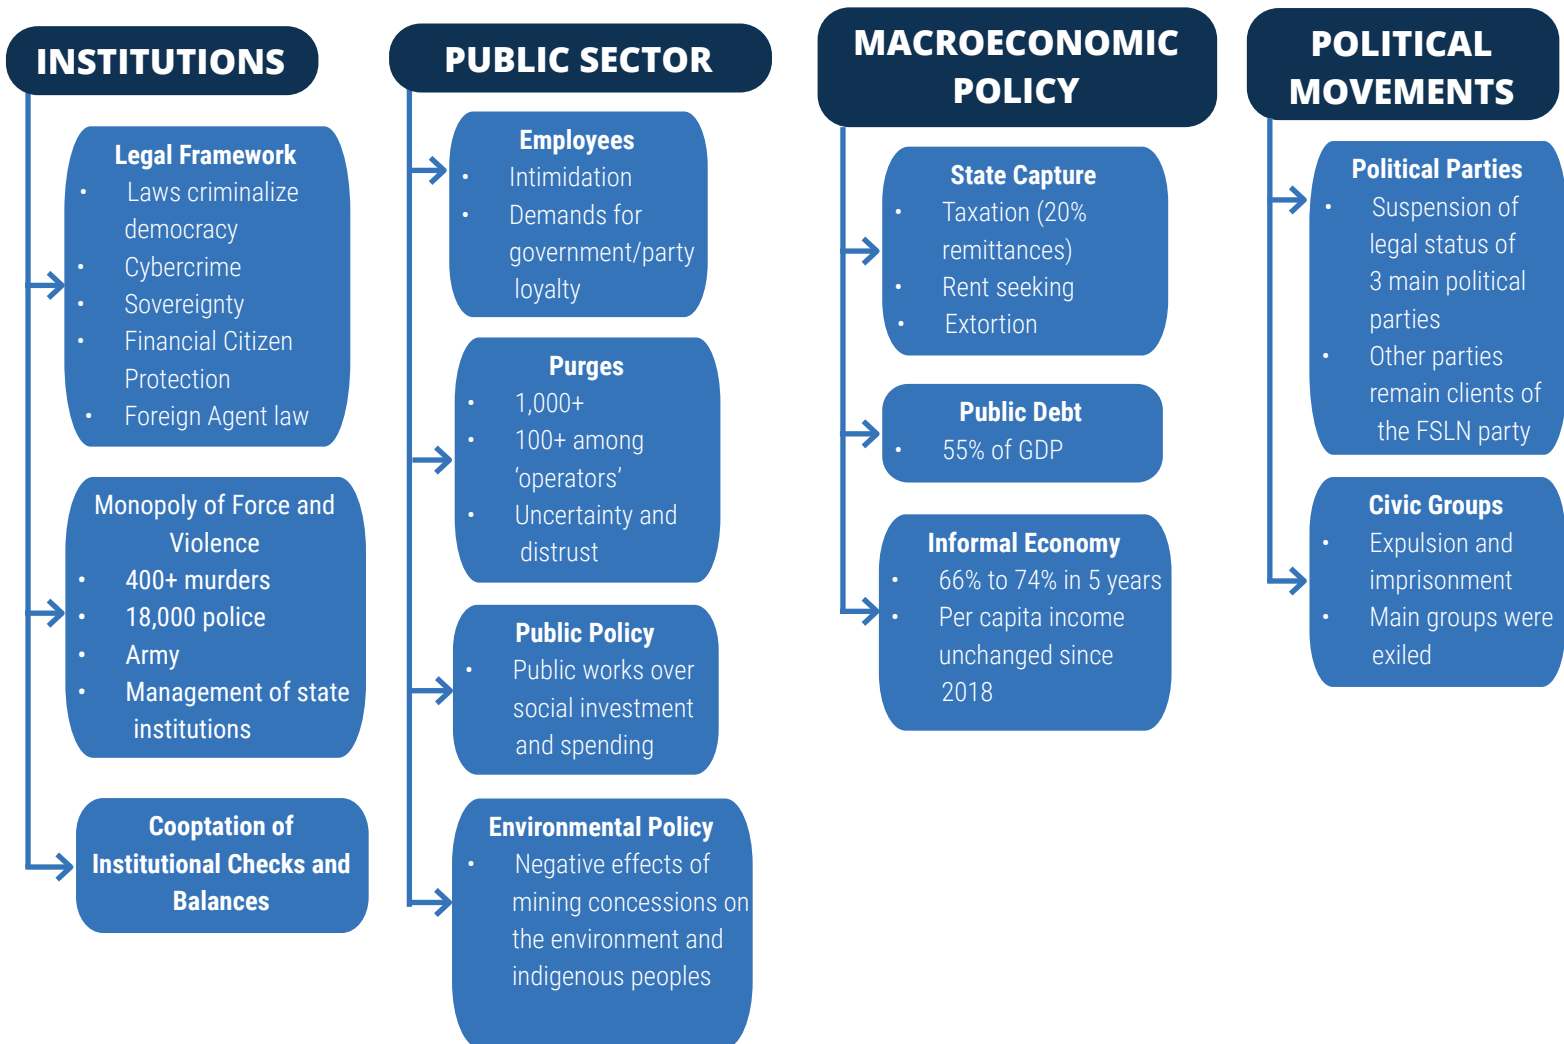 INSTITUTIONS
Legal Framework
• Laws criminalize
democracy
• Cybercrime
• Sovereignty
• Financial Citizen
Protection
• Foreign Agent law
Monopoly of Force and
Violence
• 400+ murders
• 18,000 police
• Army
• Management of state
institutions
Cooptation of
Institutional Checks and
Balances
PUBLIC SECTOR
Employees
• Intimidation
• Demands for
government/party
loyalty
Purges
• 1,000+
• 100+ among
‘operators’
• Uncertainty and
distrust
Public Policy
• Public works over
social investment
and spending
Environmental Policy
• Negative effects of
mining concessions on
the environment and
indigenous peoples
MACROECONOMIC
POLICY
State Capture
• Taxation (20%
remittances)
• Rent seeking
• Extortion
Public Debt
• 55% of GDP
Informal Economy
• 66% to 74% in 5 years
• Per capita income
unchanged since
2018
POLITICAL
MOVEMENTS
Political Parties
• Suspension of
legal status of
3 main political
parties
• Other parties
remain clients of
the FSLN party
Civic Groups
• Expulsion and
imprisonment
• Main groups were
exiled